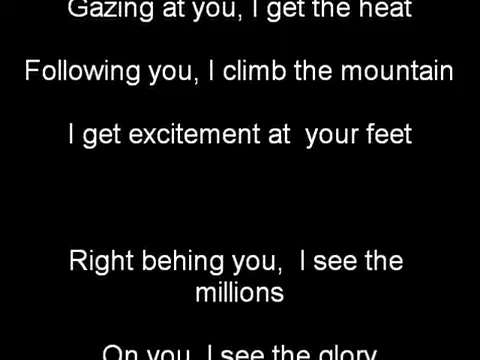 Gazing at you, I get the heat
Following you, I climb the mountain
I get excitement at  your feet
Right behing you,  I see the
millions
On you, I see the glory